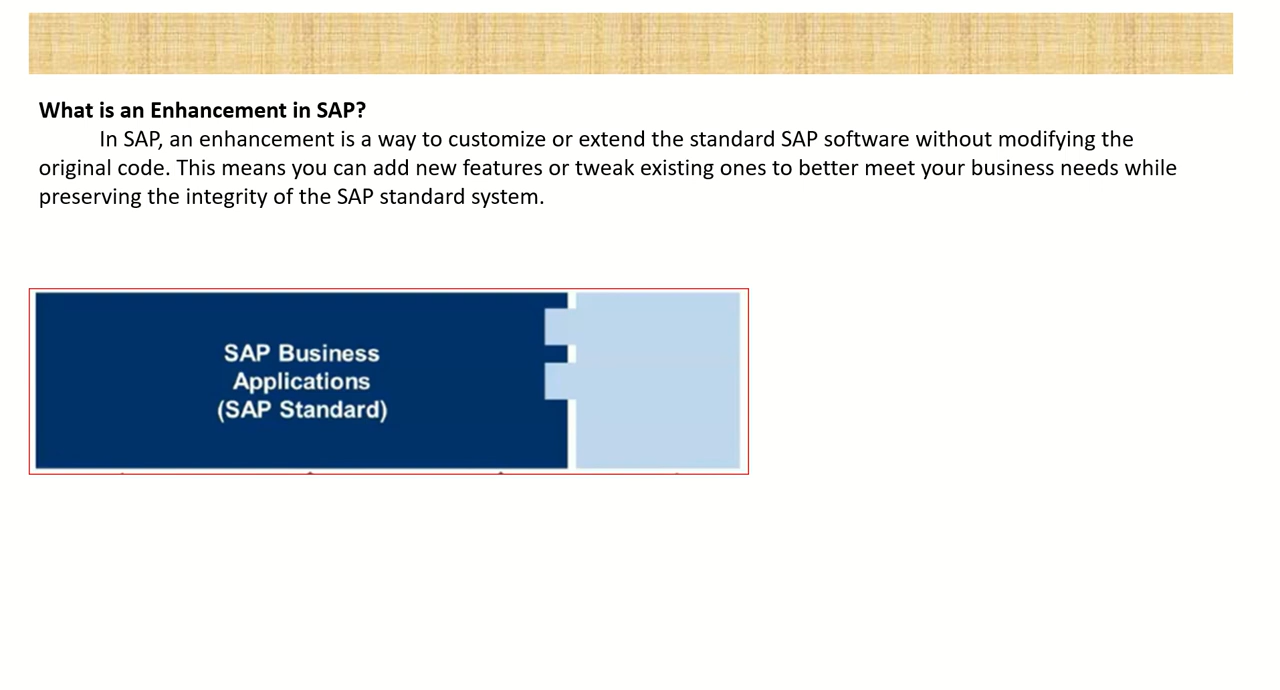 What is an Enhancement in SAP?
In SAP, an enhancement is a way to customize or extend the standard SAP software without modifying the
original code. This means you can add new features or tweak existing ones to better meet your business needs while
preserving the integrity of the SAP standard system.
SAP Business
Applications
(SAP Standard)